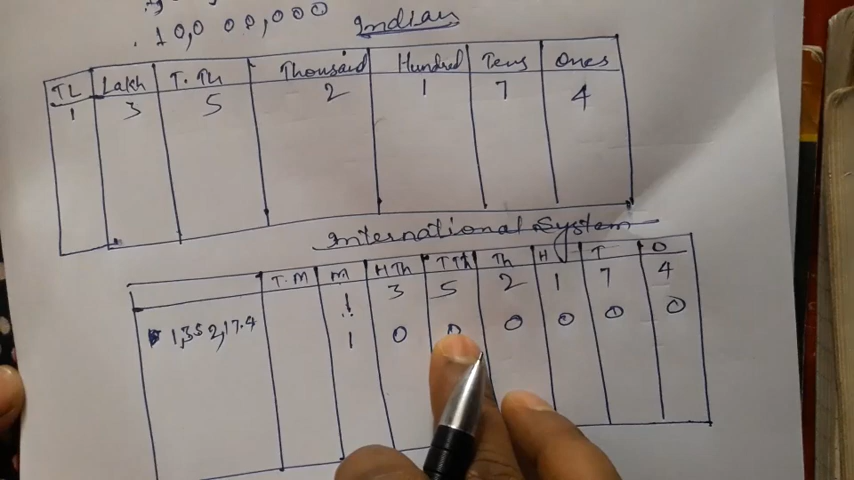 10,0 00,000
Indian
TL Lakh T. Th Thousaid Hundred Tens Ones
1 3 5 2 1 7 4
International System
T.M M H Th T Th Th H T O
1 3 5 2 1 7 4
1,352,174
1 0 0 0 0 0 0